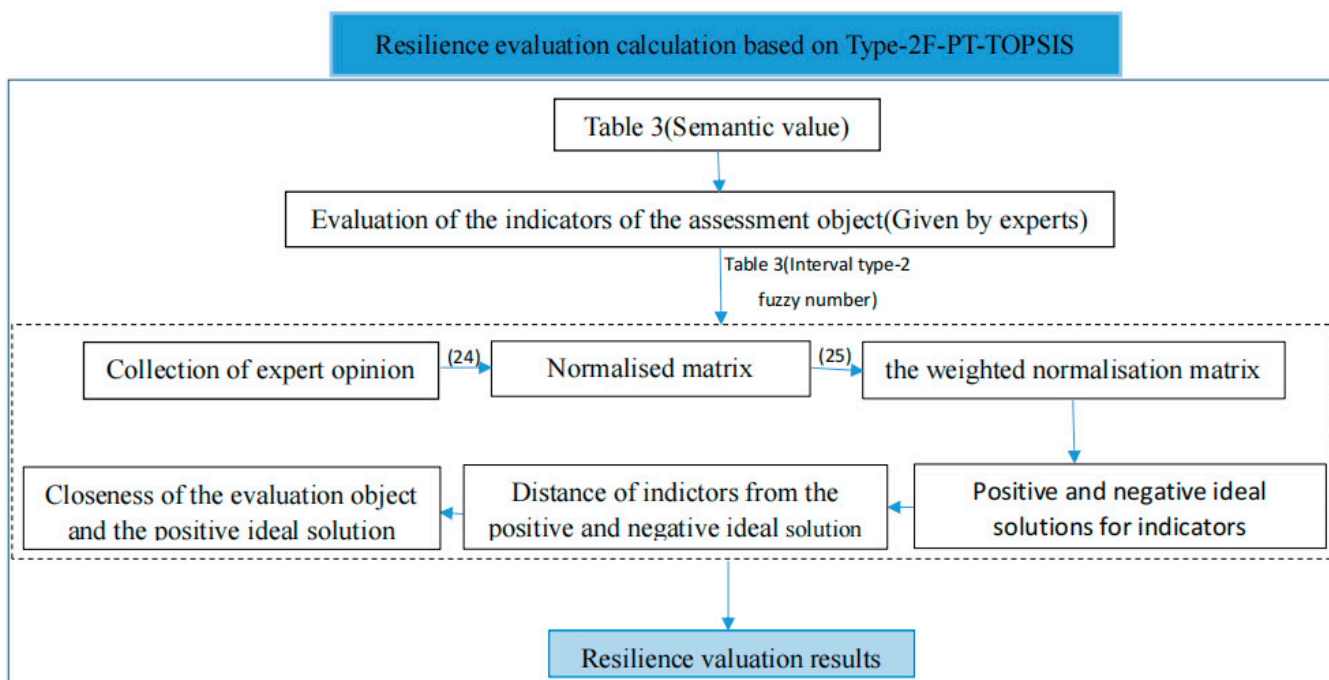 Resilience evaluation calculation based on Type-2F-PT-TOPSIS
Table 3(Semantic value)
Evaluation of the indicators of the assessment object(Given by experts)
Table 3(Interval type-2
fuzzy number)
Collection of expert opinion
(24)
Normalised matrix
(25)
the weighted normalisation matrix
Positive and negative ideal
solutions for indicators
Distance of indictors from the
positive and negative ideal solution
Closeness of the evaluation object
and the positive ideal solution
Resilience valuation results